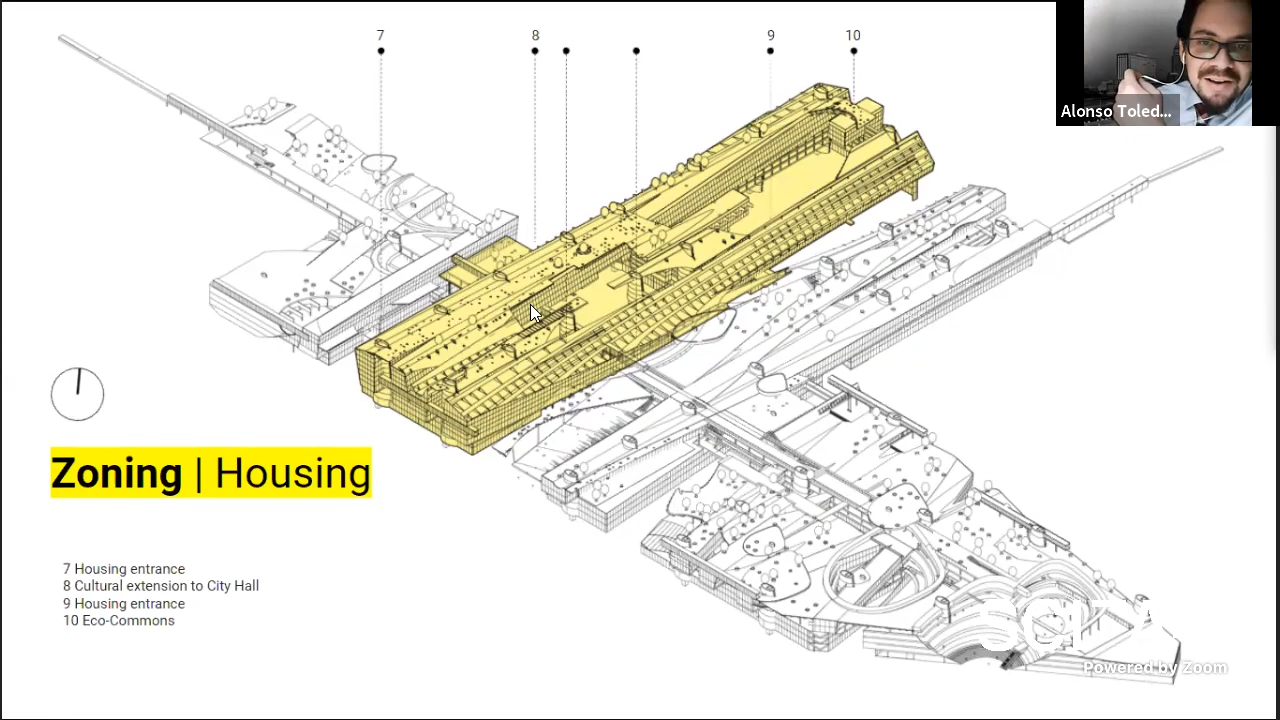 7
8
9
10
Alonso Toled...
Zoning | Housing
7 Housing entrance
8 Cultural extension to City Hall
9 Housing entrance
10 Eco-Commons
Powered by Zoom